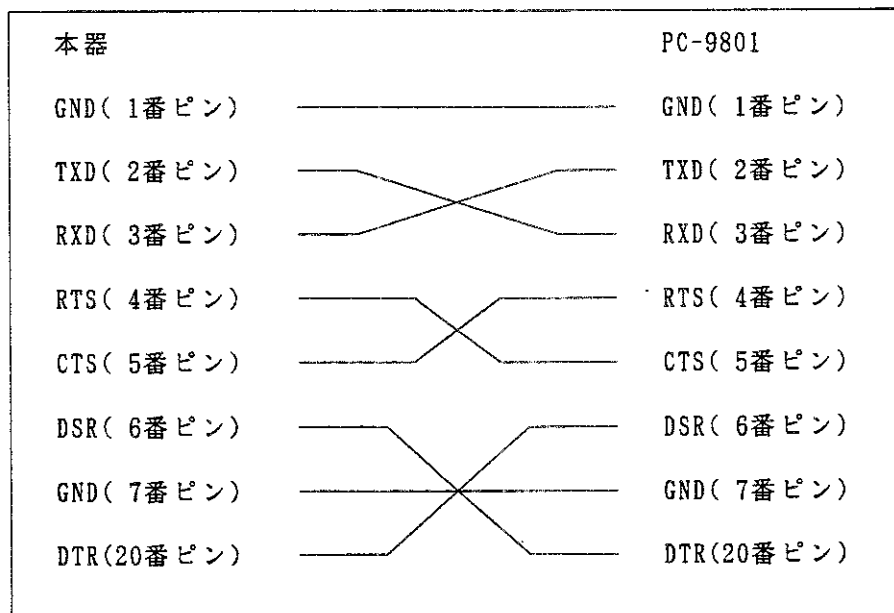 本器 PC-9801
GND( 1番ピン) GND( 1番ピン)
TXD( 2番ピン) TXD( 2番ピン)
RXD( 3番ピン) RXD( 3番ピン)
RTS( 4番ピン) RTS( 4番ピン)
CTS( 5番ピン) CTS( 5番ピン)
DSR( 6番ピン) DSR( 6番ピン)
GND( 7番ピン) GND( 7番ピン)
DTR(20番ピン) DTR(20番ピン)